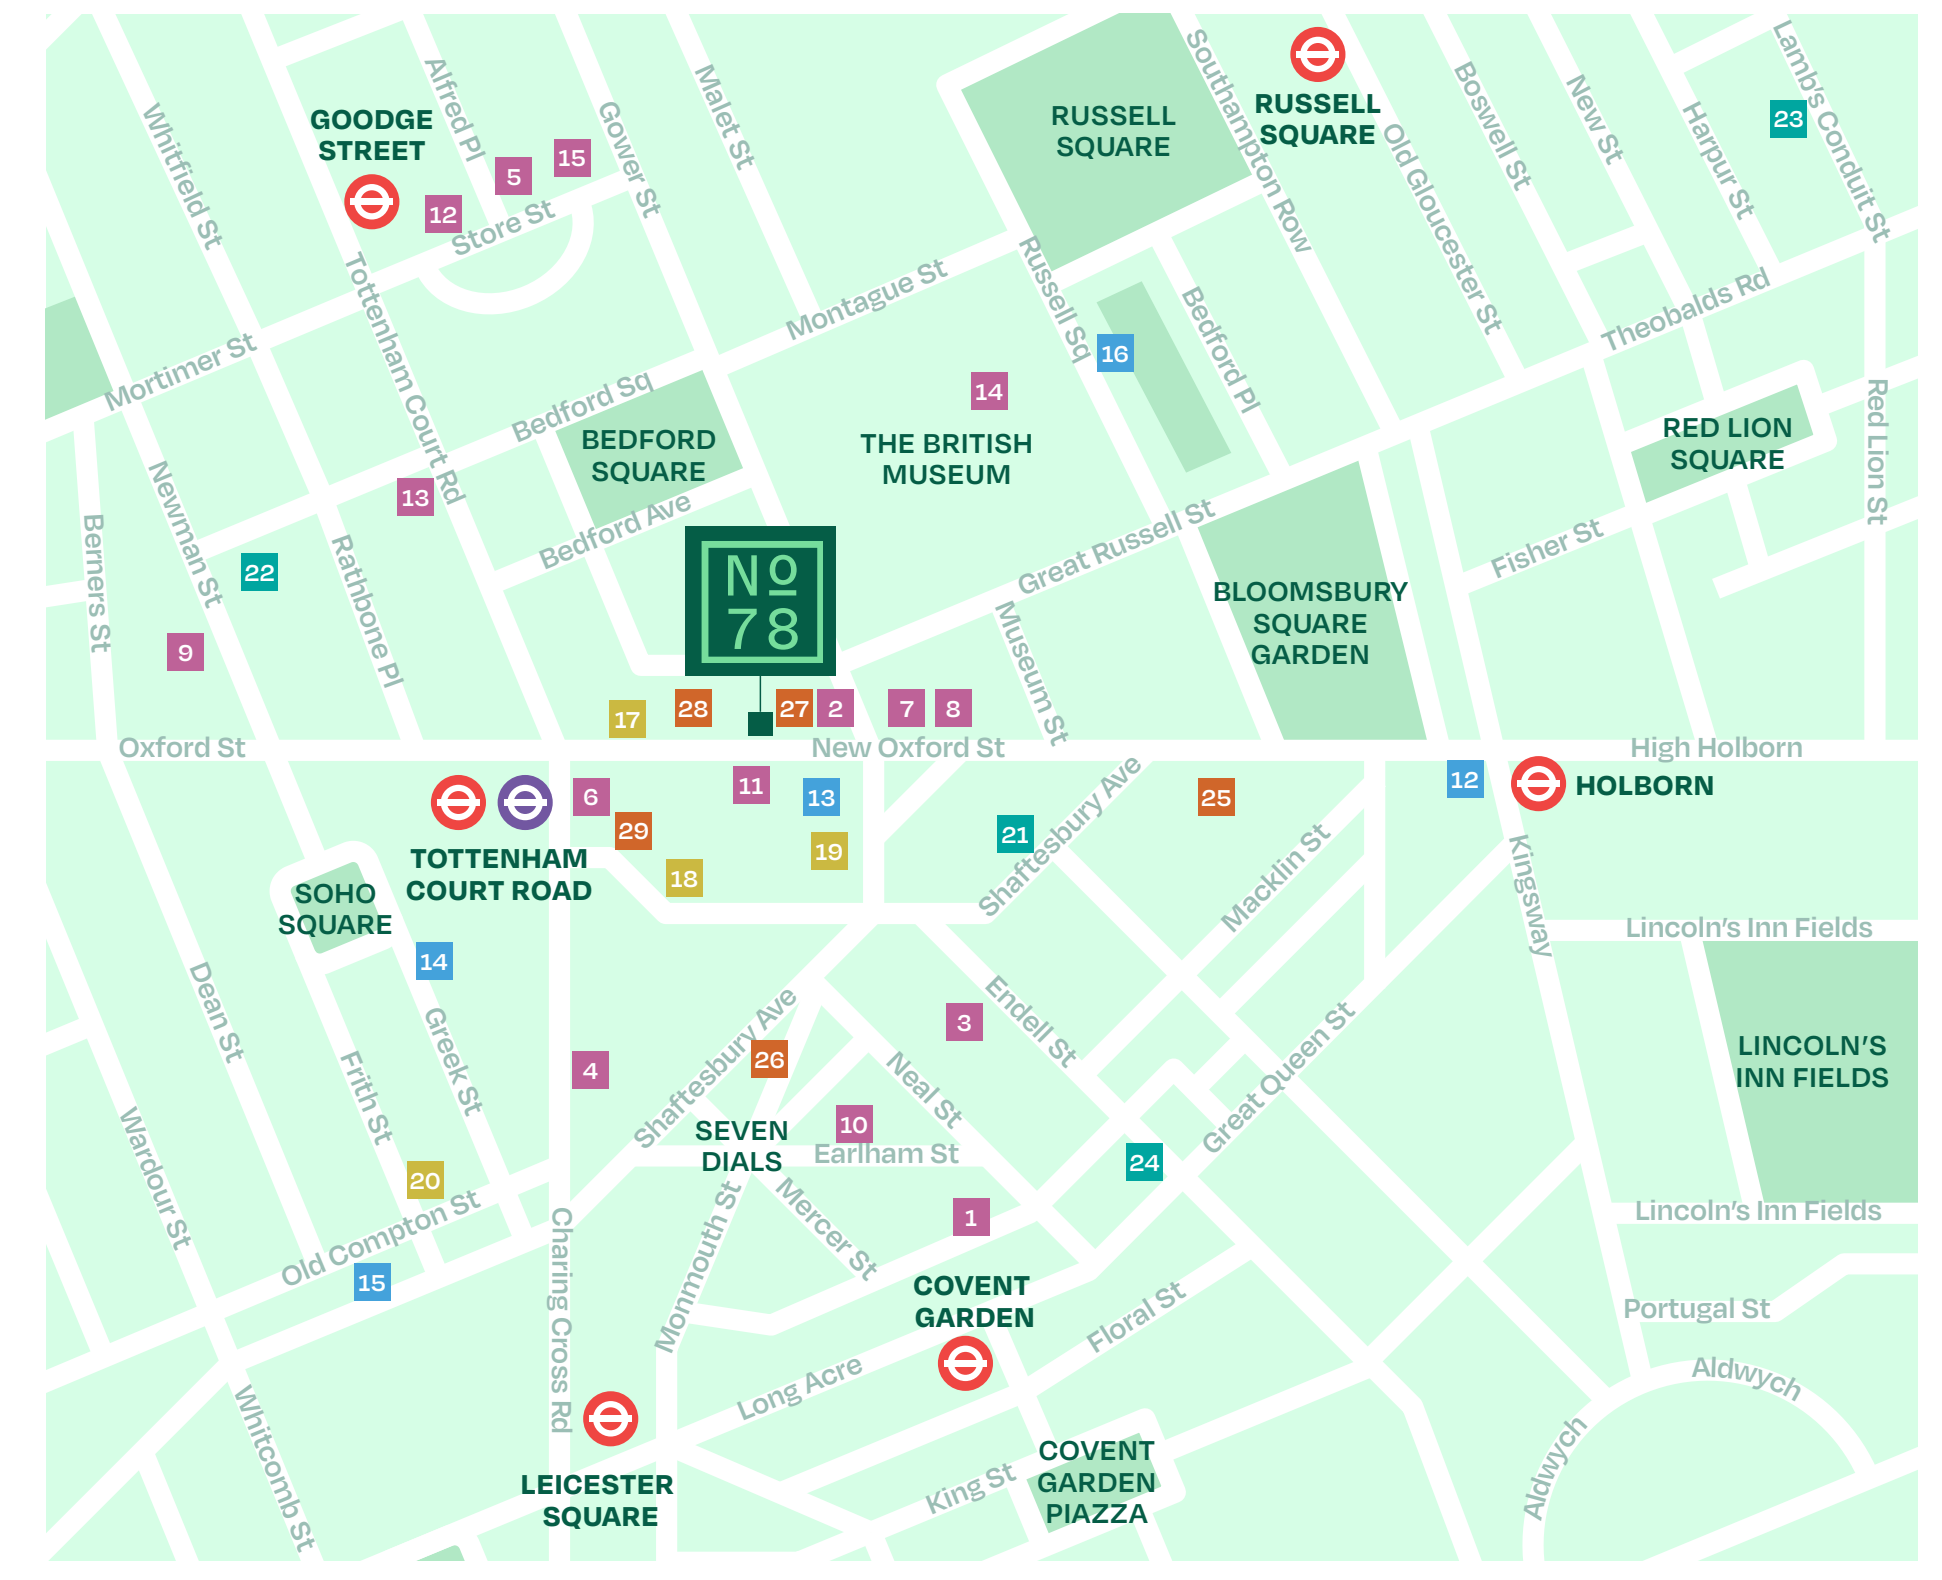 GOODGE
STREET
Alfred Pl
Gower St
Malet St
Whitfield St
15
5
12
Store St
RUSSELL
SQUARE
Southampton Row
RUSSELL
SQUARE
Old Gloucester St
Boswell St
New St
Harpur St
Lamb's Conduit St
23
Tottenham Court Rd
Mortimer St
Montague St
Russell Sq
16
Bedford Pl
Theobalds Rd
14
THE BRITISH
MUSEUM
Bedford Sq
BEDFORD
SQUARE
Bedford Ave
13
RED LION
SQUARE
Red Lion St
Newman St
Berners St
Rathbone Pl
22
9
Nº
78
Great Russell St
Museum St
Fisher St
BLOOMSBURY
SQUARE
GARDEN
17
28
27
2
7
8
Oxford St
New Oxford St
High Holborn
6
11
13
29
19
18
21
Shaftesbury Ave
25
12
HOLBORN
Macklin St
Kingsway
TOTTENHAM
COURT ROAD
SOHO
SQUARE
14
Lincoln's Inn Fields
Dean St
Greek St
Frith St
Wardour St
4
Shaftesbury Ave
26
3
Endell St
Neal St
Great Queen St
LINCOLN'S
INN FIELDS
10
SEVEN
DIALS
Earlham St
24
20
Old Compton St
15
Charing Cross Rd
Monmouth St
Mercer St
1
Lincoln's Inn Fields
COVENT
GARDEN
Floral St
Portugal St
Aldwych
Aldwych
Long Acre
Whitcomb St
LEICESTER
SQUARE
King St
COVENT
GARDEN
PIAZZA